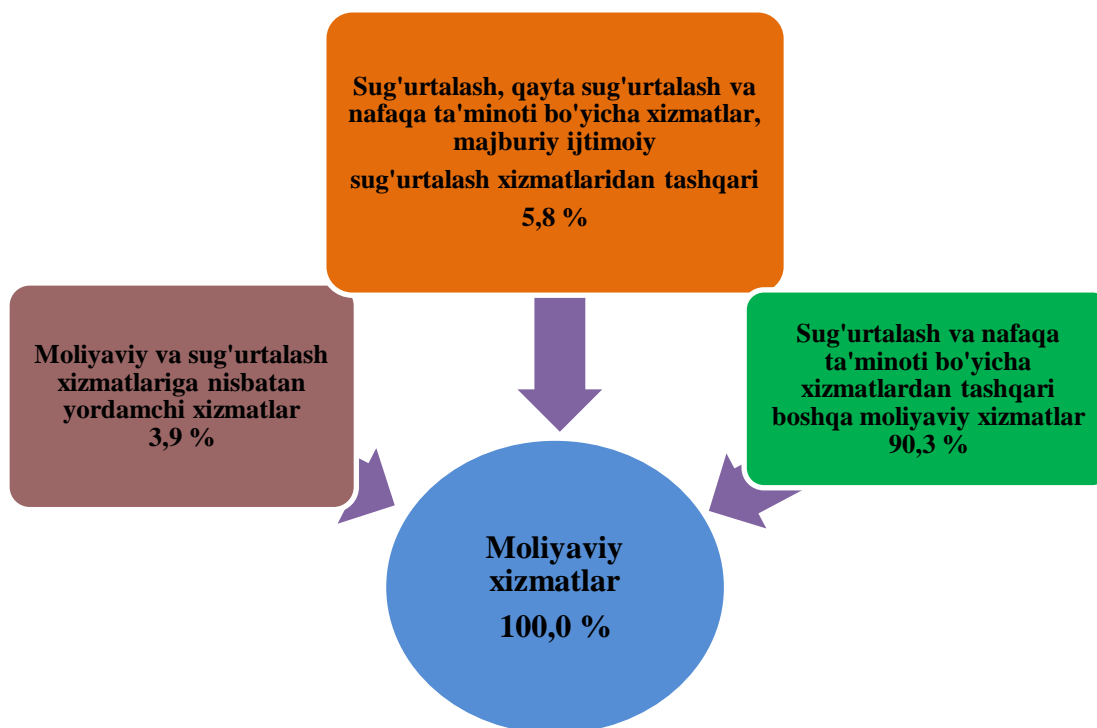 Sug'urtalash, qayta sug'urtalash va
nafaqa ta'minoti bo'yicha xizmatlar,
majburiy ijtimoiy
sug'urtalash xizmatlaridan tashqari
5,8 %
Moliyaviy va sug'urtalash
xizmatlariga nisbatan
yordamchi xizmatlar
3,9 %
Sug'urtalash va nafaqa
ta'minoti bo'yicha
xizmatlardan tashqari
boshqa moliyaviy xizmatlar
90,3 %
Moliyaviy
xizmatlar
100,0 %